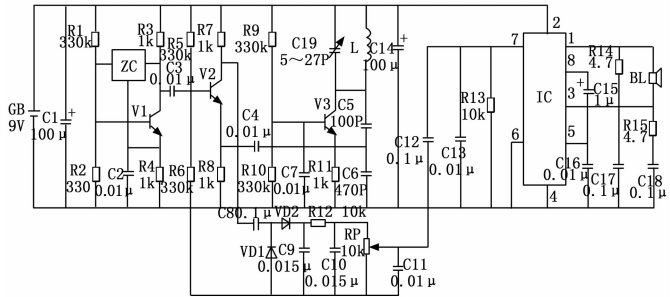 R1
330k
R3
1k
R5
330k
R7
1k
R9
330k
C19
5～27P
L
C14
100μ
+
2
7
1
R14
4.7
ZC
C3
0.01μ
V2
8
+
C15
1μ
BL
GB
9V
C1
100μ
+
V1
C4
0.01μ
V3
C5
100P
R13
10k
IC
3
C12
0.1μ
C13
0.01μ
6
5
R15
4.7
R2
330
C2
0.01μ
R4
1k
R6
330k
R8
1k
R10
330k
C7
0.01μ
R11
1k
C6
470P
C16
0.01μ
C17
0.1μ
C18
0.1μ
4
C8
0.1μ
VD2
R12
10k
VD1
C9
0.015μ
C10
0.015μ
RP
10k
C11
0.01μ